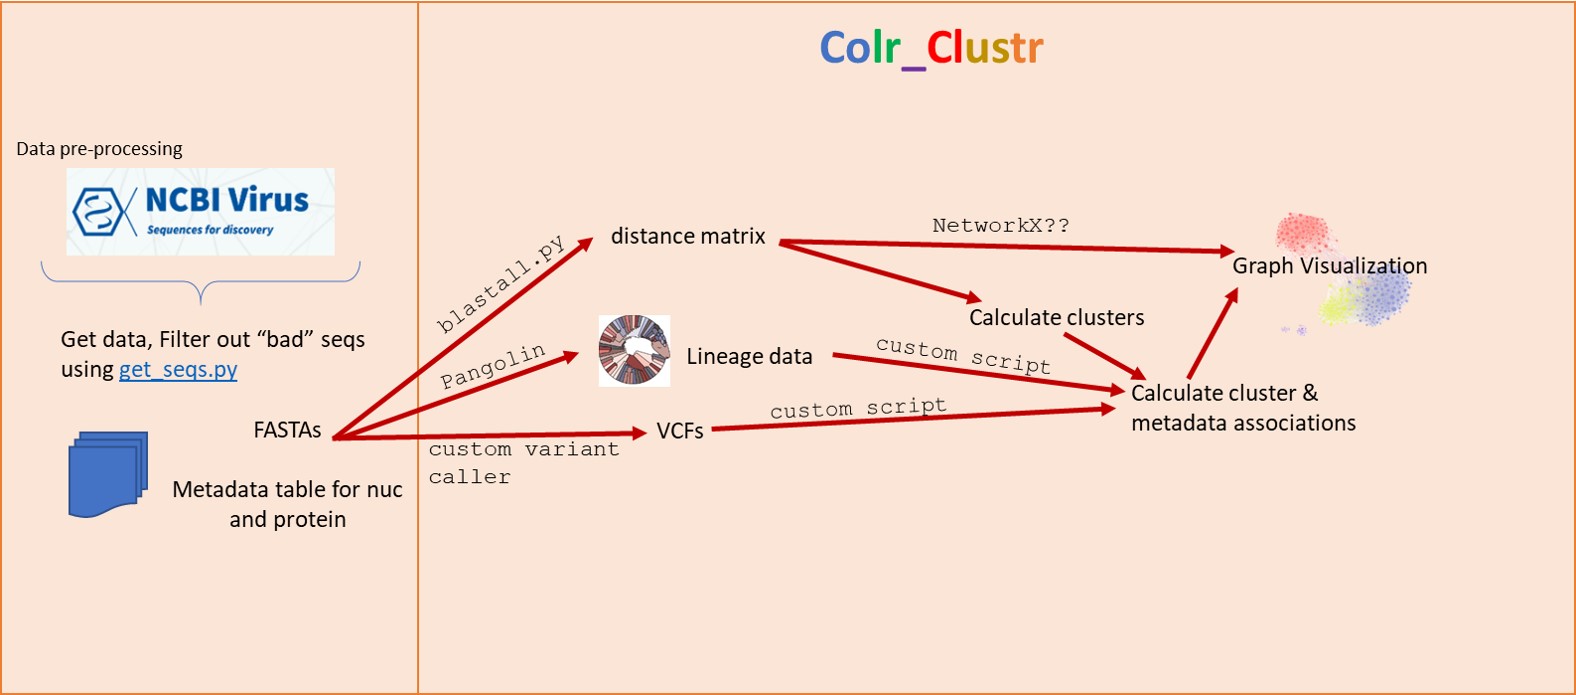 Colr_Clustr
Data pre-processing
NCBI Virus
Sequences for discovery
Get data, Filter out “bad” seqs
using get_seqs.py
FASTAs
Metadata table for nuc
and protein
blastall.py
distance matrix
NetworkX??
Graph Visualization
Calculate clusters
Pangolin
Lineage data
custom script
Calculate cluster &
metadata associations
custom variant
caller
VCFs
custom script